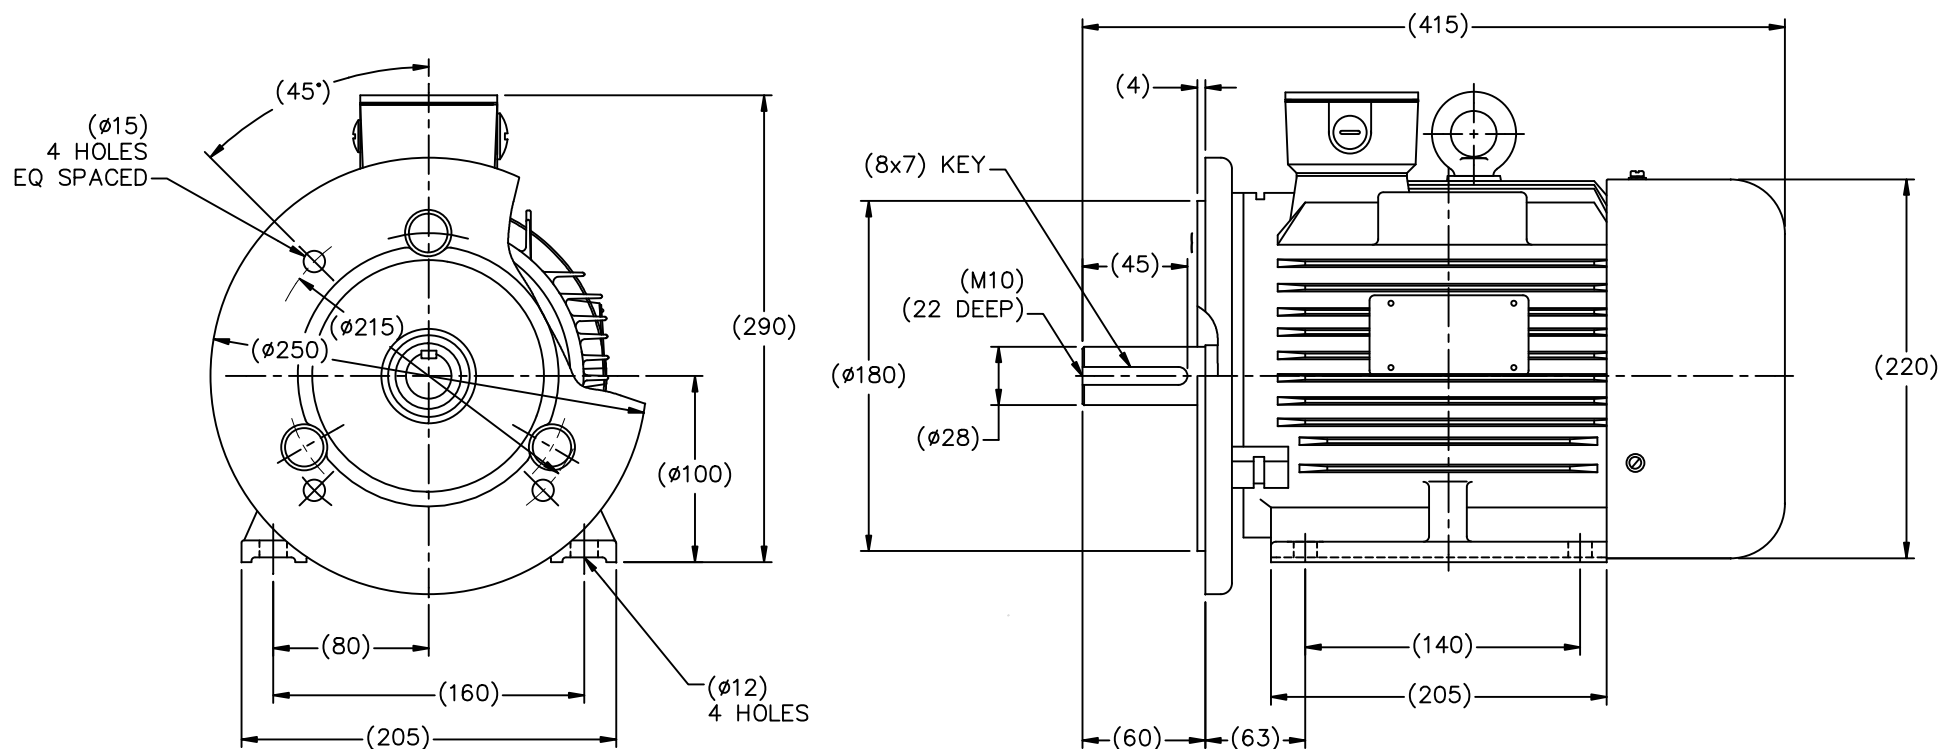 (45°)
(ø15)
4 HOLES
EQ SPACED
(ø215)
(ø250)
(290)
(ø100)
(80)
(160)
(205)
(ø12)
4 HOLES
(415)
(4)
(8x7) KEY
(45)
(M10)
(22 DEEP)
(ø180)
(ø28)
(220)
(140)
(205)
(60)
(63)